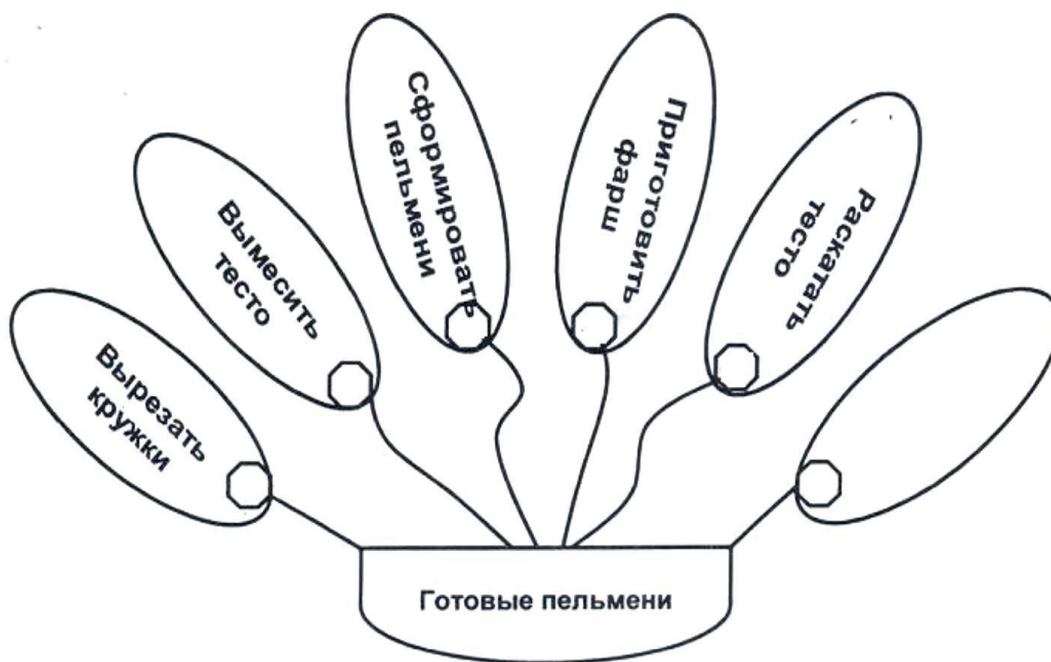 Вырезать
кружки
Вымесить
тесто
Сформировать
пельмени
Приготовить
фарш
Раскатать
тесто
Готовые пельмени